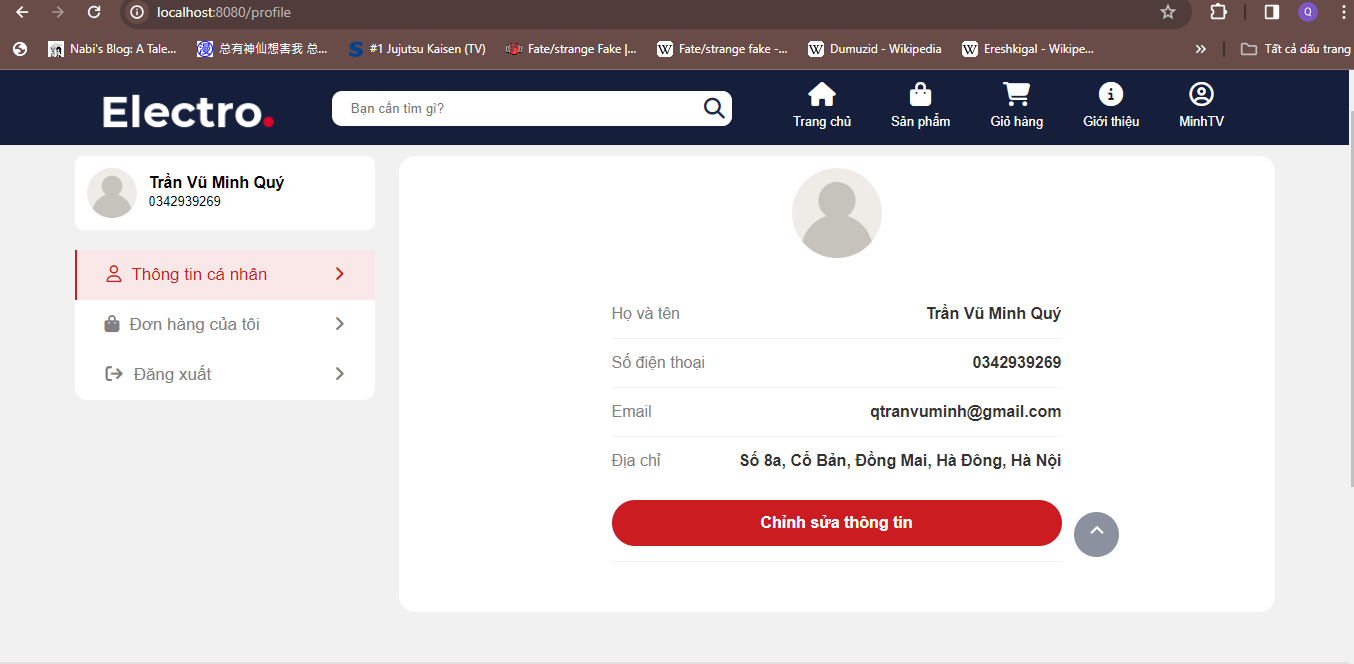 localhost:8080/profile
Q
Nabi's Blog: A Tale...
总有神仙想害我 总...
#1 Jujutsu Kaisen (TV)
Fate/strange Fake |...
Fate/strange fake -...
Dumuzid - Wikipedia
Ereshkigal - Wikipe...
Tất cả dấu trang
Electro.
Bạn cần tìm gì?
Trang chủ
Sản phẩm
Giỏ hàng
Giới thiệu
MinhTV
Trần Vũ Minh Quý
0342939269
Thông tin cá nhân
Đơn hàng của tôi
Đăng xuất
Họ và tên Trần Vũ Minh Quý
Số điện thoại 0342939269
Email qtranvuminh@gmail.com
Địa chỉ Số 8a, Cổ Bản, Đồng Mai, Hà Đông, Hà Nội
Chỉnh sửa thông tin